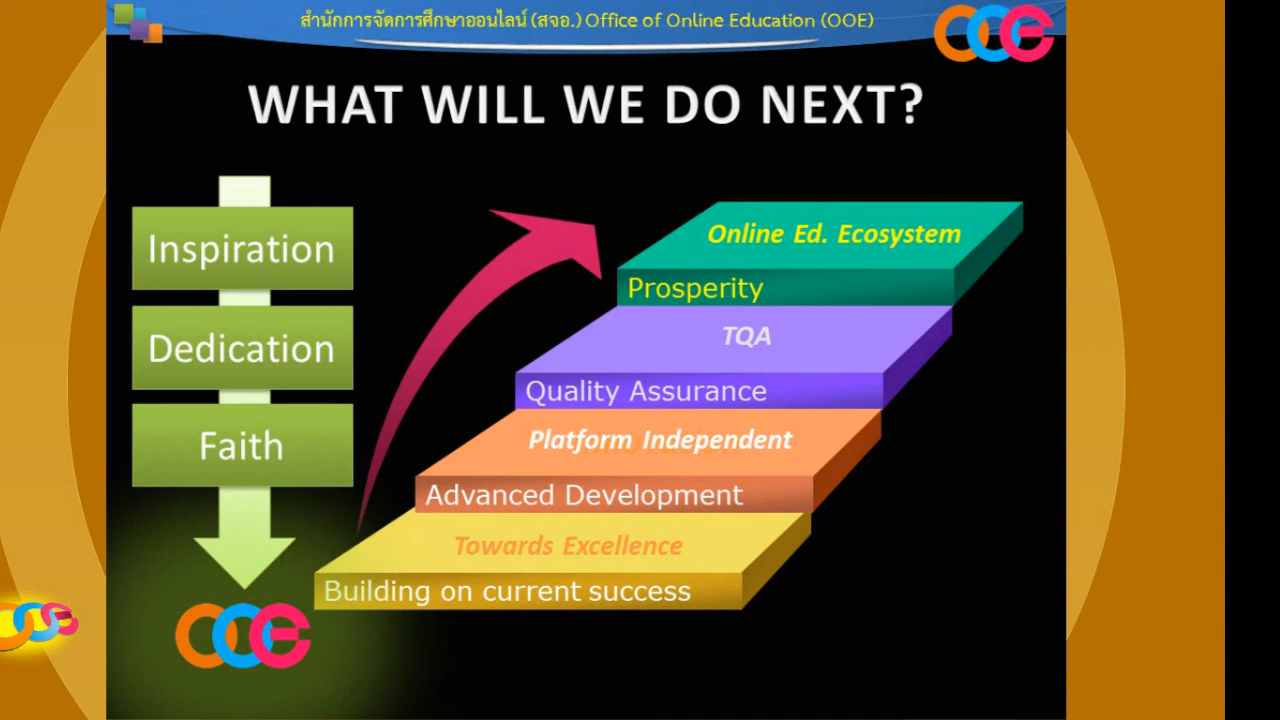 สำนักการจัดการศึกษาออนไลน์ (สจอ.) Office of Online Education (OOE)
OOE
WHAT WILL WE DO NEXT?
Inspiration
Dedication
Faith
OOE
Online Ed. Ecosystem
Prosperity
TQA
Quality Assurance
Platform Independent
Advanced Development
Towards Excellence
Building on current success
OOE